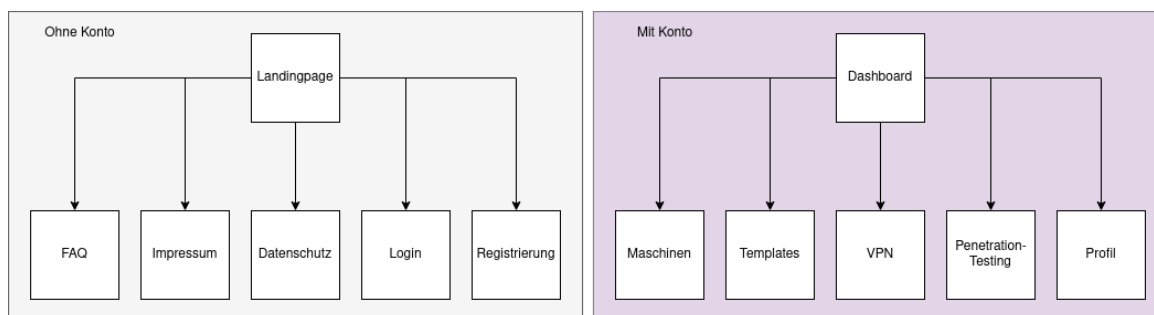 Ohne Konto
Landingpage
FAQ
Impressum
Datenschutz
Login
Registrierung
Mit Konto
Dashboard
Maschinen
Templates
VPN
Penetration-
Testing
Profil